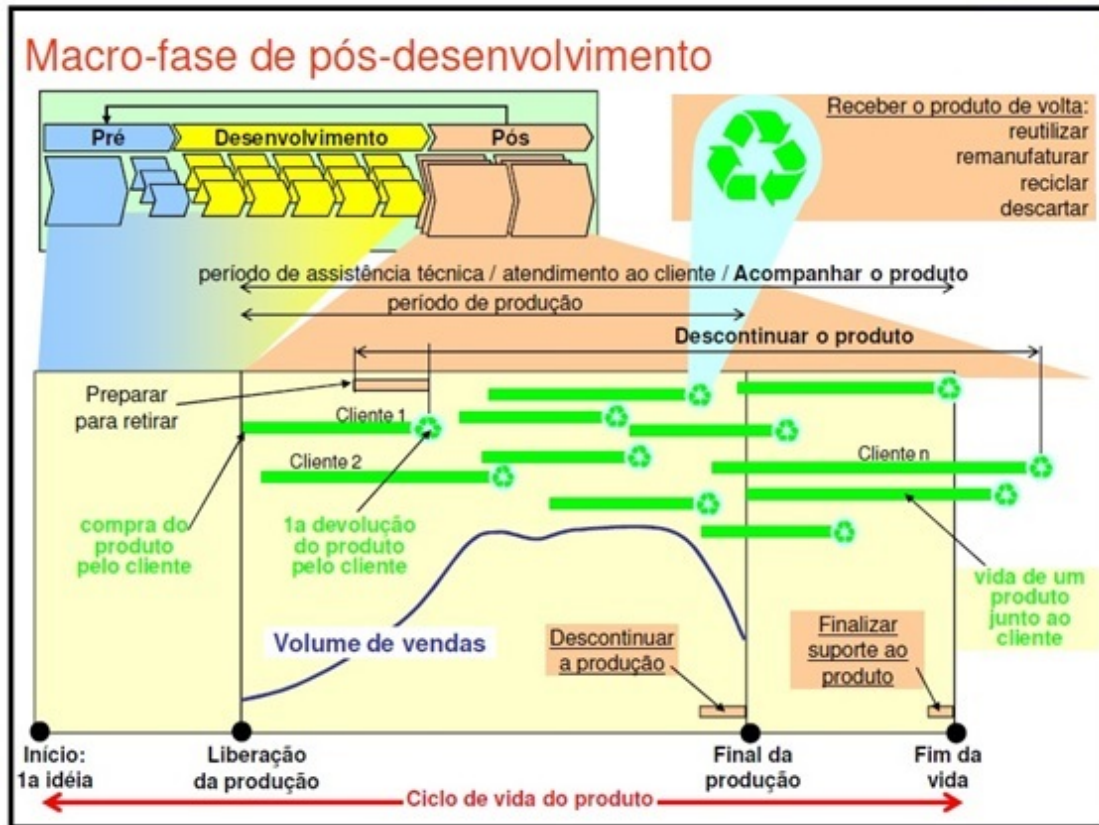 Macro-fase de pós-desenvolvimento
Pré
Desenvolvimento
Pós
Receber o produto de volta:
reutilizar
remanufaturar
reciclar
descartar
período de assistência técnica / atendimento ao cliente / Acompanhar o produto
período de produção
Descontinuar o produto
Preparar
para retirar
Cliente 1
Cliente 2
Cliente n
compra do
produto
pelo cliente
1a devolução
do produto
pelo cliente
vida de um
produto
junto ao
cliente
Volume de vendas
Descontinuar
a produção
Finalizar
suporte ao
produto
Início:
1a idéia
Liberação
da produção
Final da
produção
Fim da
vida
Ciclo de vida do produto